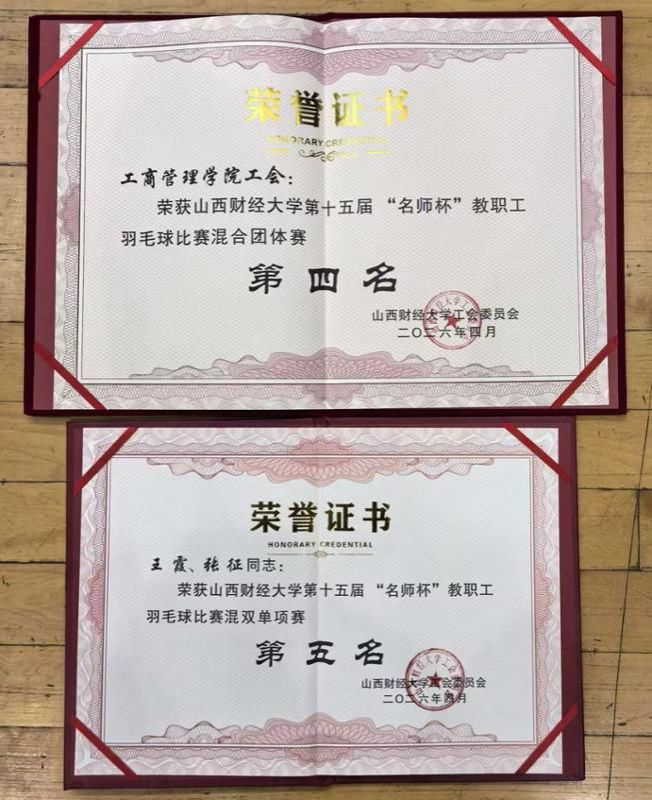 荣誉证书
HONORARY CREDENTIAL
工商管理学院工会：
荣获山西财经大学第十五届“名师杯”教职工
羽毛球比赛混合团体赛
第四名
山西财经大学工会委员会
二〇二六年四月
荣誉证书
HONORARY CREDENTIAL
王霞、张征同志：
荣获山西财经大学第十五届“名师杯”教职工
羽毛球比赛混双单项赛
第五名
山西财经大学工会委员会
二〇二六年四月